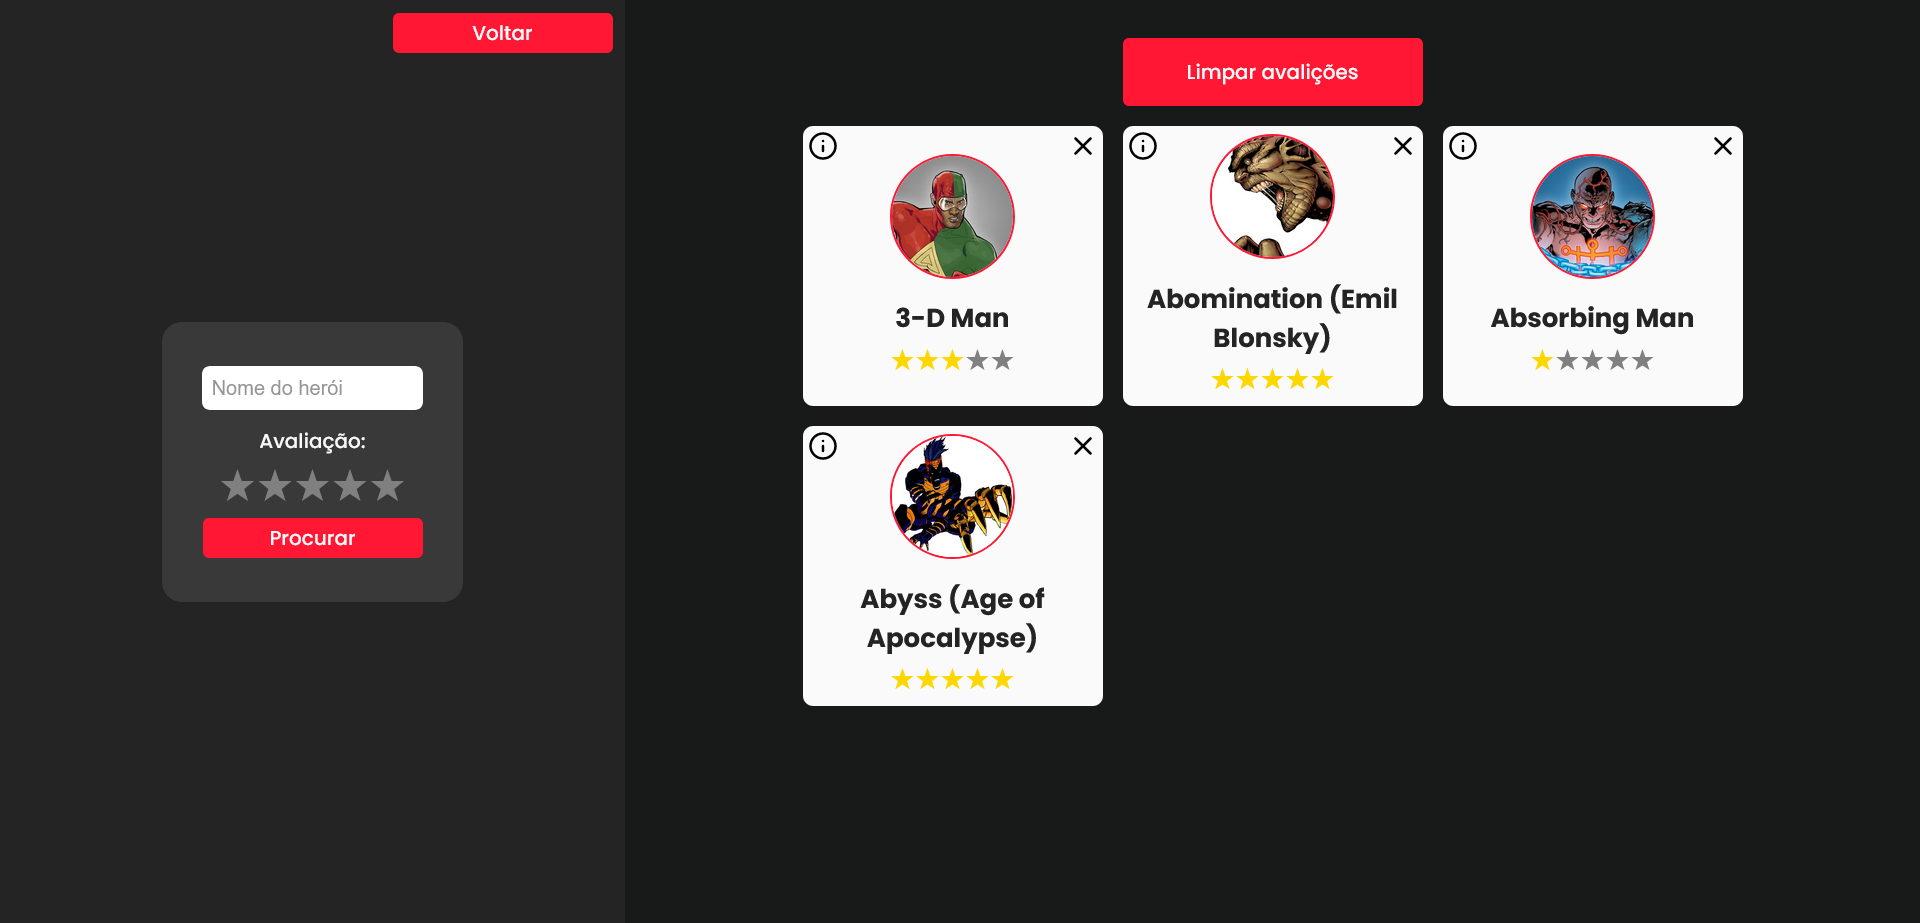 Voltar
Nome do herói
Avaliação:
Procurar
Limpar avalições
3-D Man
Abomination (Emil
Blonsky)
Absorbing Man
Abyss (Age of
Apocalypse)